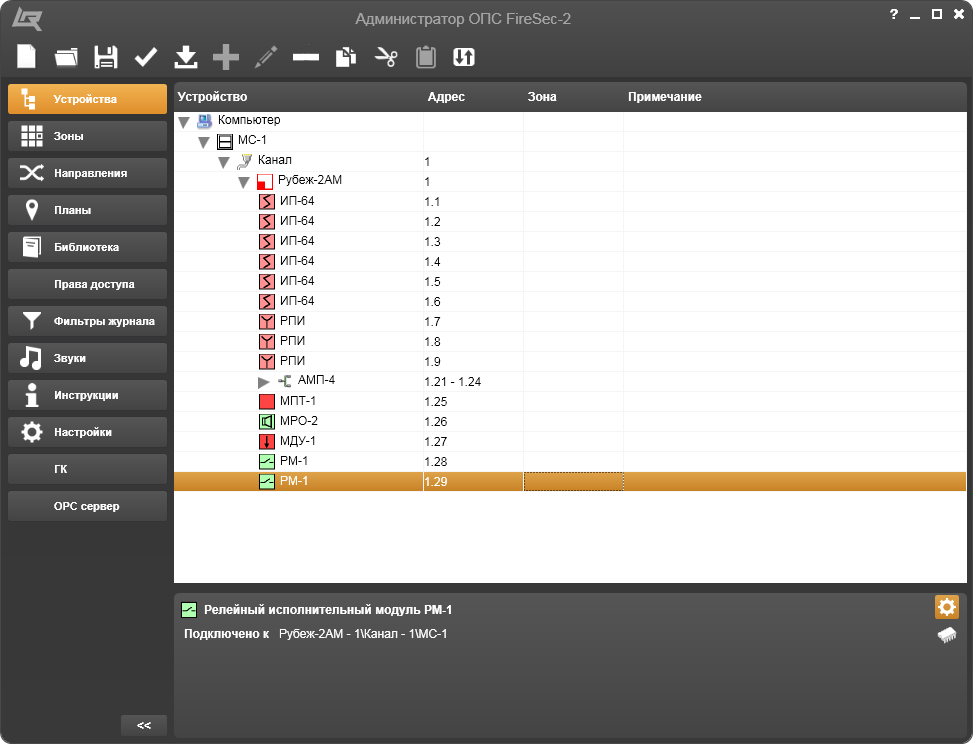 Администратор ОПС FireSec-2
?
Устройства
Зоны
Направления
Планы
Библиотека
Права доступа
Фильтры журнала
Звуки
Инструкции
Настройки
ГК
OPC сервер
<<
Устройство Адрес Зона Примечание
Компьютер
МС-1
Канал 1
Рубеж-2АМ 1
ИП-64 1.1
ИП-64 1.2
ИП-64 1.3
ИП-64 1.4
ИП-64 1.5
ИП-64 1.6
РПИ 1.7
РПИ 1.8
РПИ 1.9
АМП-4 1.21 - 1.24
МПТ-1 1.25
МРО-2 1.26
МДУ-1 1.27
РМ-1 1.28
РМ-1 1.29
Релейный исполнительный модуль РМ-1
Подключено к Рубеж-2АМ - 1\Канал - 1\МС-1